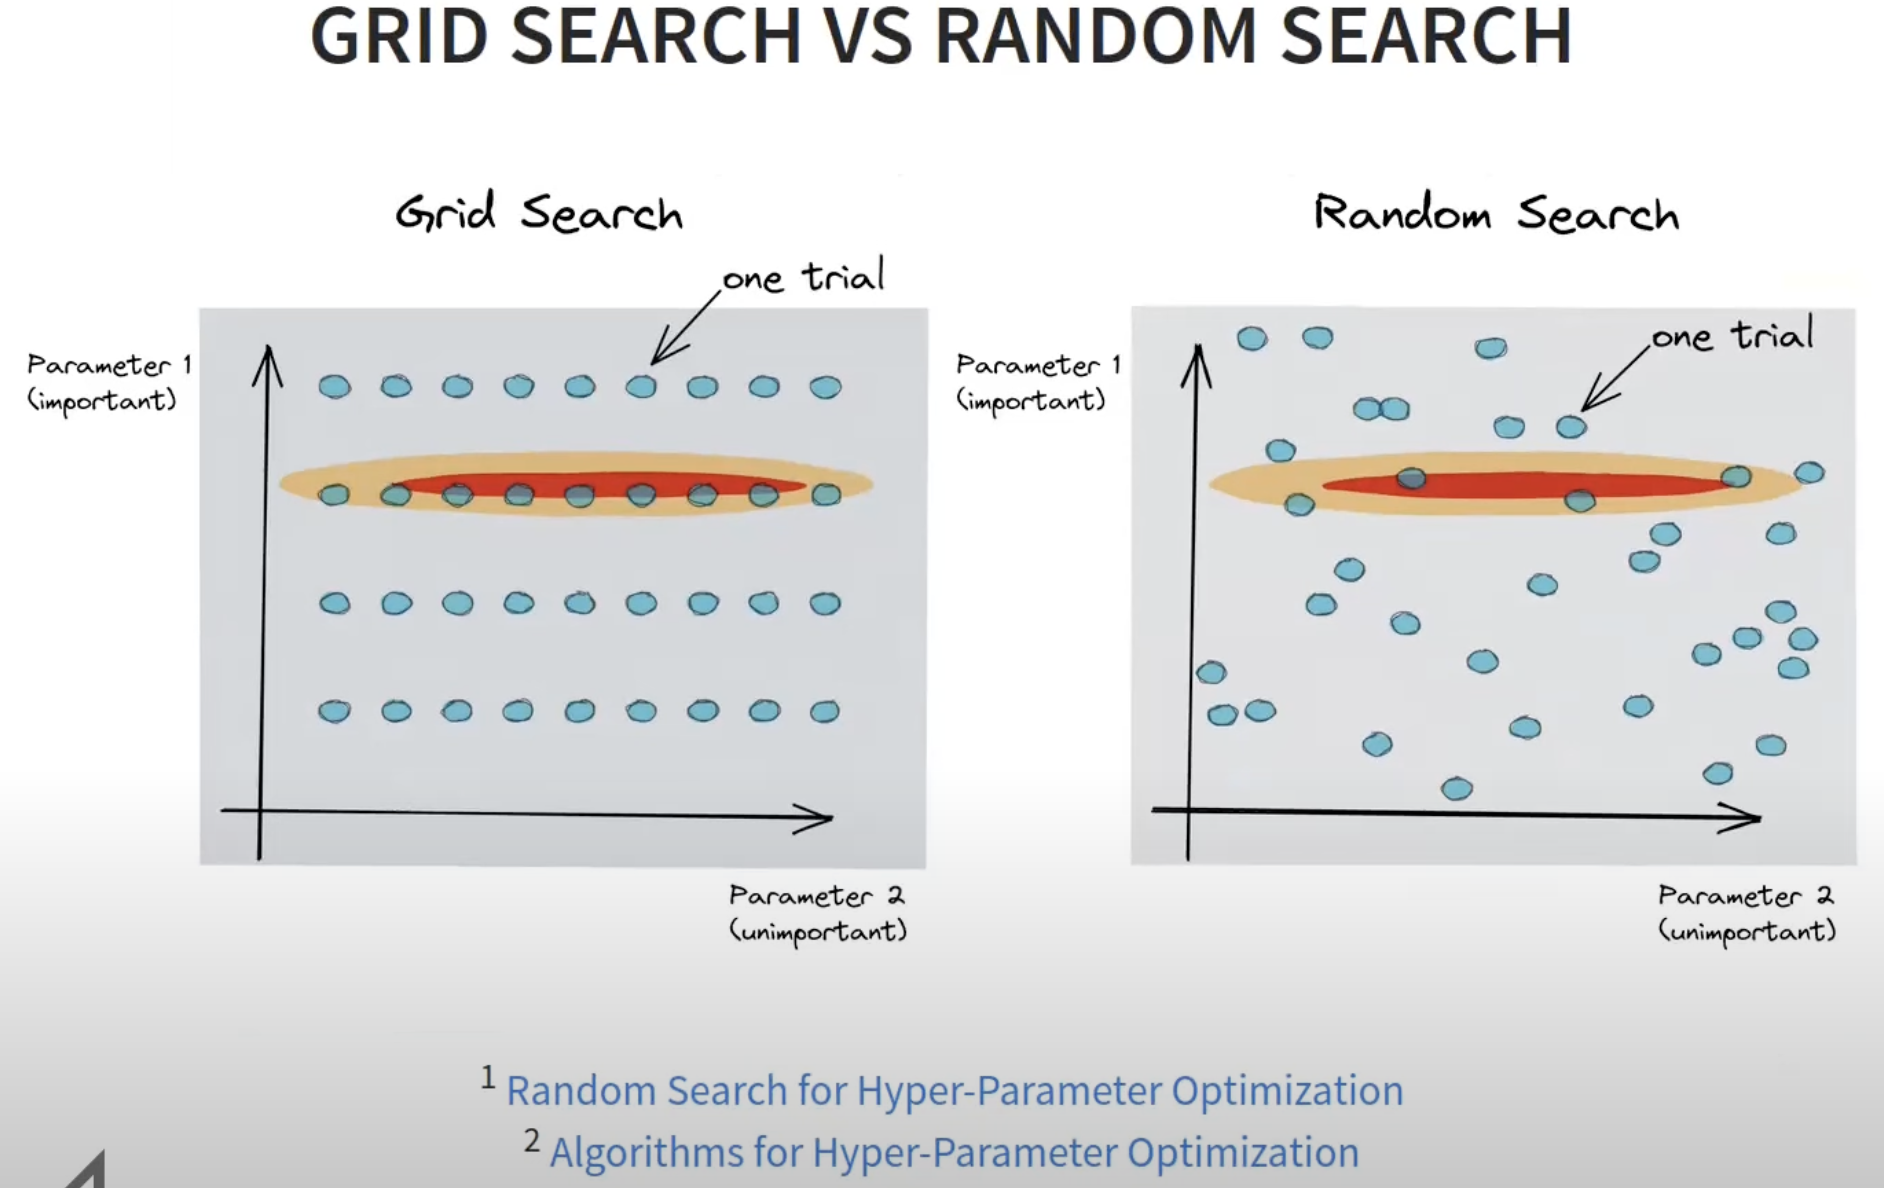 GRID SEARCH VS RANDOM SEARCH
Grid Search
one trial
Parameter 1
(important)
Parameter 2
(unimportant)
Random Search
one trial
Parameter 1
(important)
Parameter 2
(unimportant)
1 Random Search for Hyper-Parameter Optimization
2 Algorithms for Hyper-Parameter Optimization